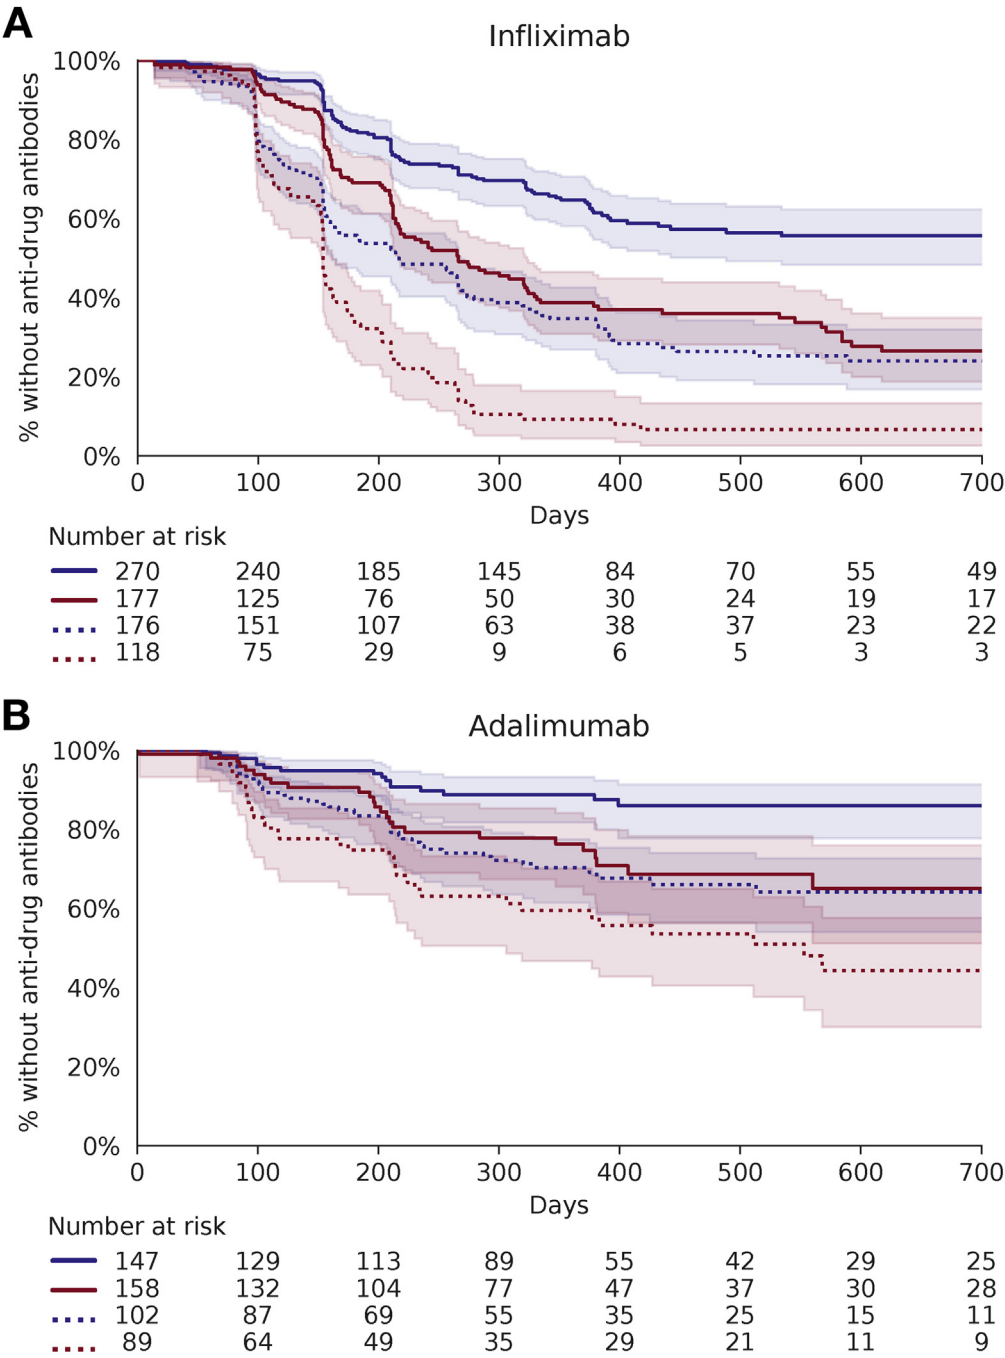 A
Infliximab
% without anti-drug antibodies
100%
80%
60%
40%
20%
0%
0 100 200 300 400 500 600 700
Days
Number at risk
270 240 185 145 84 70 55 49
177 125 76 50 30 24 19 17
176 151 107 63 38 37 23 22
118 75 29 9 6 5 3 3
B
Adalimumab
% without anti-drug antibodies
100%
80%
60%
40%
20%
0%
0 100 200 300 400 500 600 700
Days
Number at risk
147 129 113 89 55 42 29 25
158 132 104 77 47 37 30 28
102 87 69 55 35 25 15 11
89 64 49 35 29 21 11 9